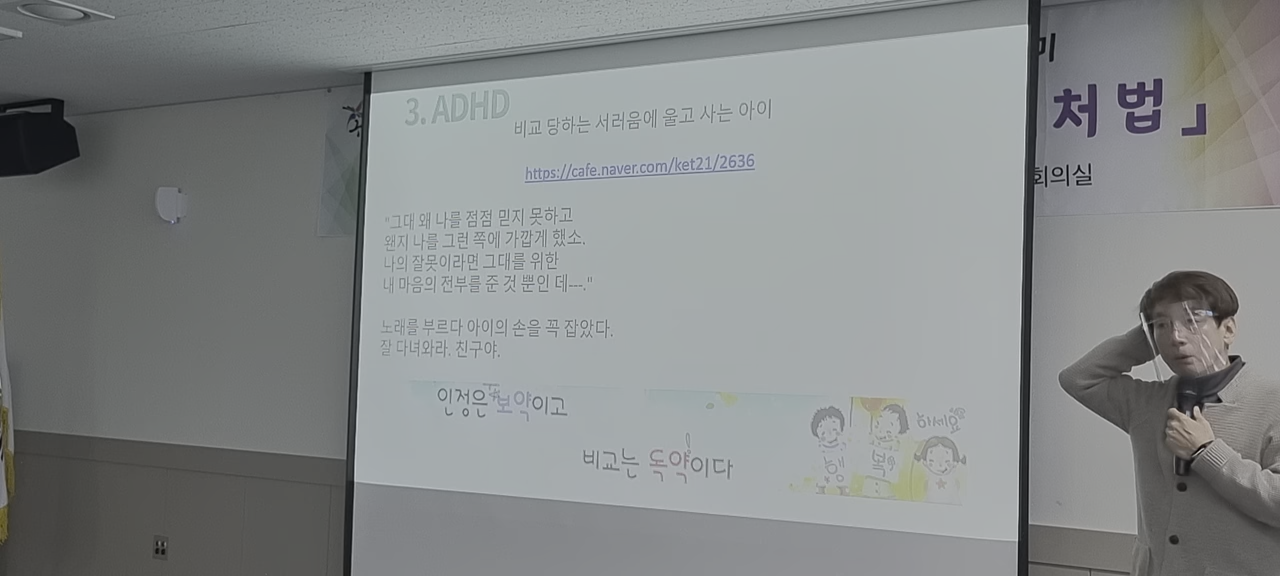 3. ADHD
비교 당하는 서러움에 울고 사는 아이
https://cafe.naver.com/ket21/2636
"그대 왜 나를 점점 믿지 못하고
왠지 나를 그런 쪽에 가깝게 했소.
나의 잘못이라면 그대를 위한
내 마음의 전부를 준 것 뿐인 데---."
노래를 부르다 아이의 손을 꼭 잡았다.
잘 다녀와라. 친구야.
인정은 보약이고
비교는 독약이다
행 복 하세요
미
처법」
회의실